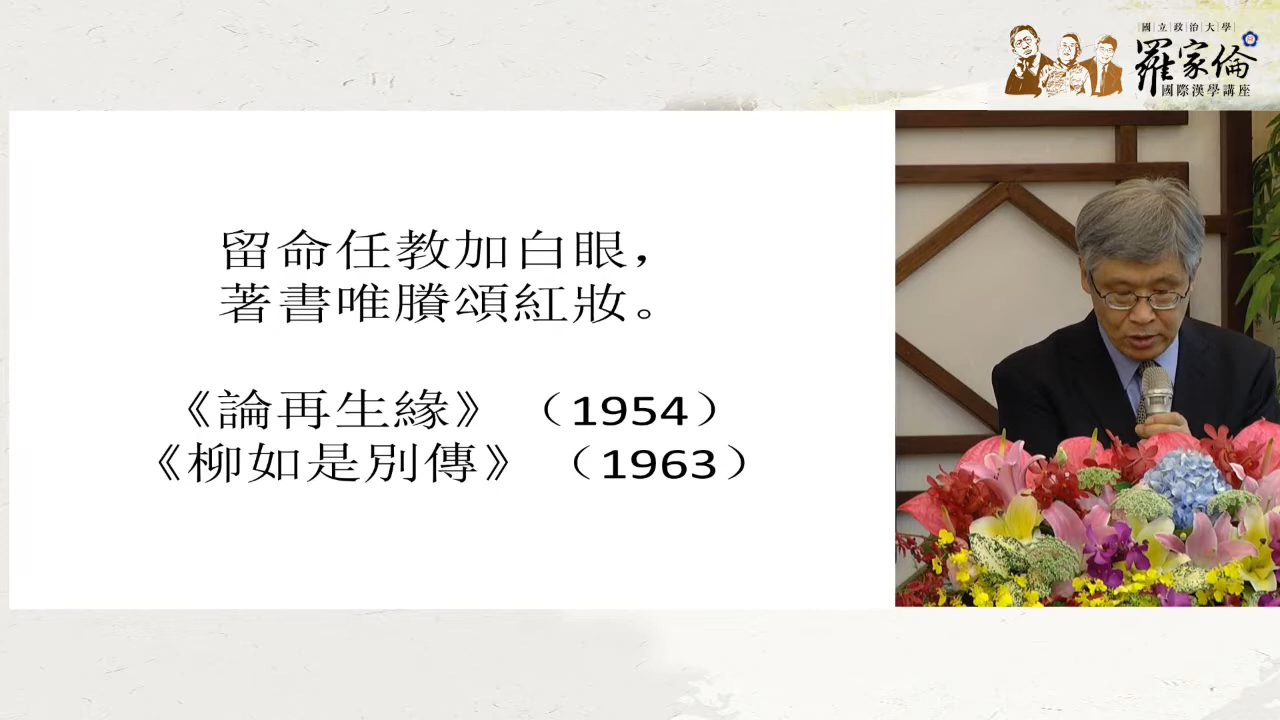 國立政治大學
羅家倫
國際漢學講座
留命任教加白眼，
著書唯賸頌紅妝。
《論再生緣》（1954）
《柳如是別傳》（1963）